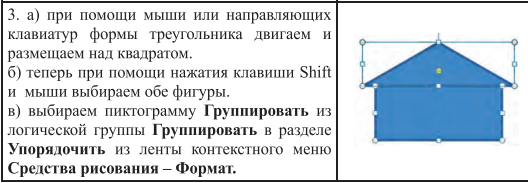 3. а) при помощи мыши или направляющих
клавиатур формы треугольника двигаем и
размещаем над квадратом.
б) теперь при помощи нажатия клавиши Shift
и мыши выбираем обе фигуры.
в) выбираем пиктограмму Группировать из
логической группы Группировать в разделе
Упорядочить из ленты контекстного меню
Средства рисования – Формат.